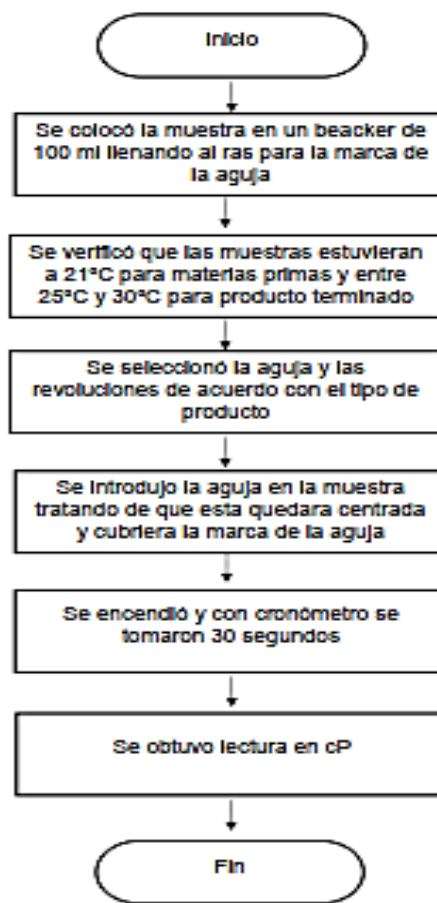 Inicio
Se colocó la muestra en un beacker de
100 ml llenando al ras para la marca de
la aguja
Se verificó que las muestras estuvieran
a 21ºC para materias primas y entre
25ºC y 30ºC para producto terminado
Se seleccionó la aguja y las
revoluciones de acuerdo con el tipo de
producto
Se introdujo la aguja en la muestra
tratando de que esta quedara centrada
y cubriera la marca de la aguja
Se encendió y con cronómetro se
tomaron 30 segundos
Se obtuvo lectura en cP
Fin